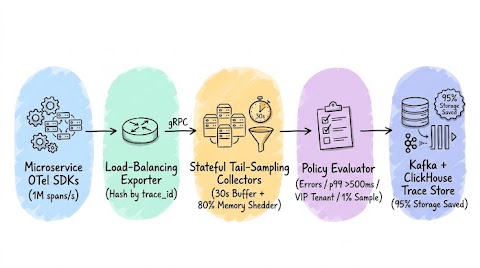 Microservice
OTel SDKs
(1M spans/s)
Load-Balancing
Exporter
(Hash by trace_id)
gRPC
30s
Stateful Tail-Sampling
Collectors
(30s Buffer +
80% Memory Shedder)
Policy Evaluator
(Errors / p99 >500ms /
VIP Tenant / 1% Sample)
95%
Storage
Saved
Kafka +
ClickHouse
Trace Store
(95% Storage Saved)